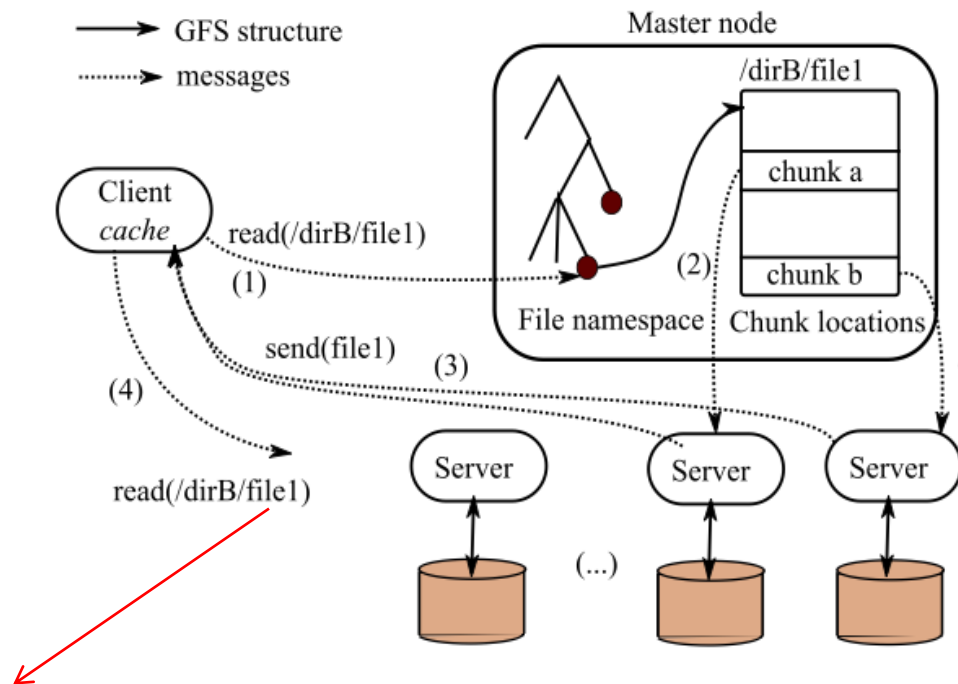 GFS structure
messages
Master node
/dirB/file1
chunk a
chunk b
File namespace
Chunk locations
Client
cache
read(/dirB/file1)
(1)
(2)
send(file1)
(3)
(4)
read(/dirB/file1)
Server
Server
Server
(...)